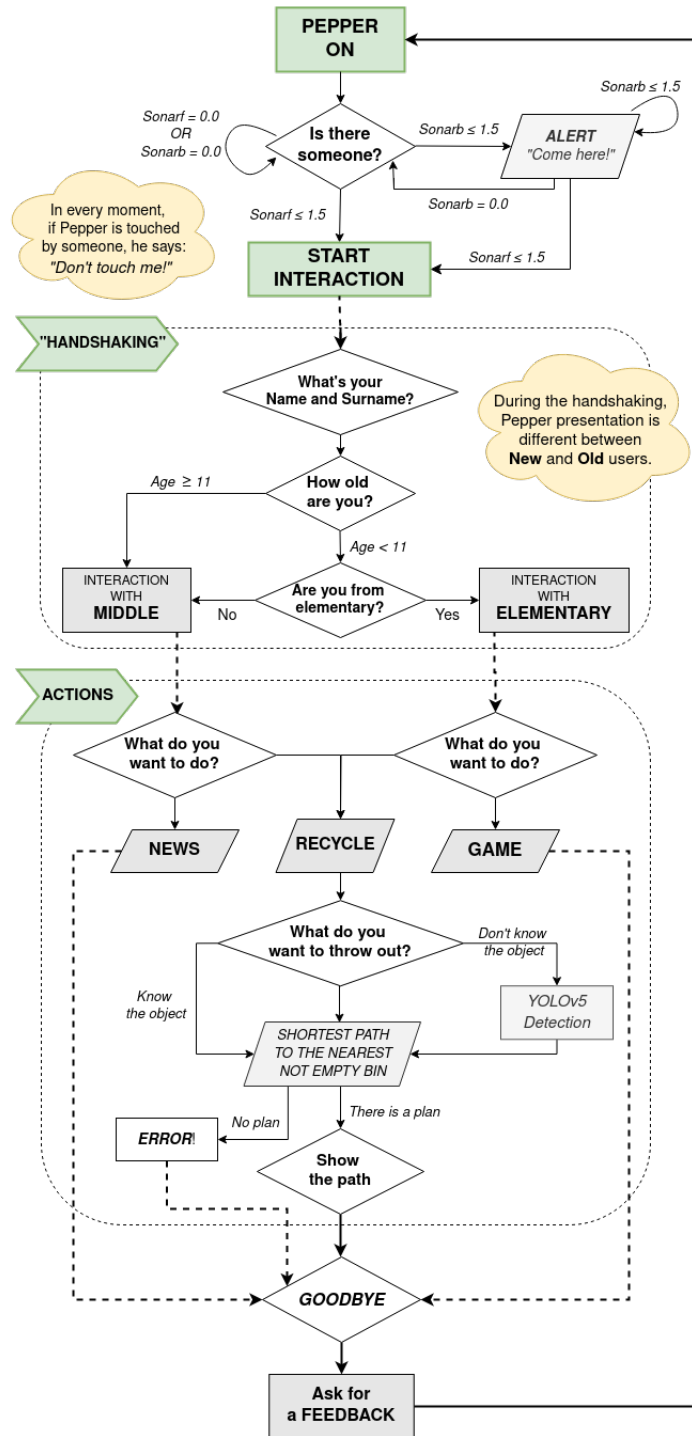 PEPPER
ON
Sonarf = 0.0
OR
Sonarb = 0.0
Is there
someone?
Sonarb ≤ 1.5
Sonarb ≤ 1.5
ALERT
"Come here!"
Sonarb = 0.0
In every moment,
if Pepper is touched
by someone, he says:
"Don't touch me!"
Sonarf ≤ 1.5
Sonarf ≤ 1.5
START
INTERACTION
"HANDSHAKING"
What's your
Name and Surname?
During the handshaking,
Pepper presentation is
different between
New and Old users.
How old
are you?
Age ≥ 11
Age < 11
INTERACTION
WITH
MIDDLE
No
Are you from
elementary?
Yes
INTERACTION
WITH
ELEMENTARY
ACTIONS
What do you
want to do?
What do you
want to do?
NEWS
RECYCLE
GAME
What do you
want to throw out?
Don't know
the object
Know
the object
YOLOv5
Detection
SHORTEST PATH
TO THE NEAREST
NOT EMPTY BIN
No plan
There is a plan
ERROR!
Show
the path
GOODBYE
Ask for
a FEEDBACK